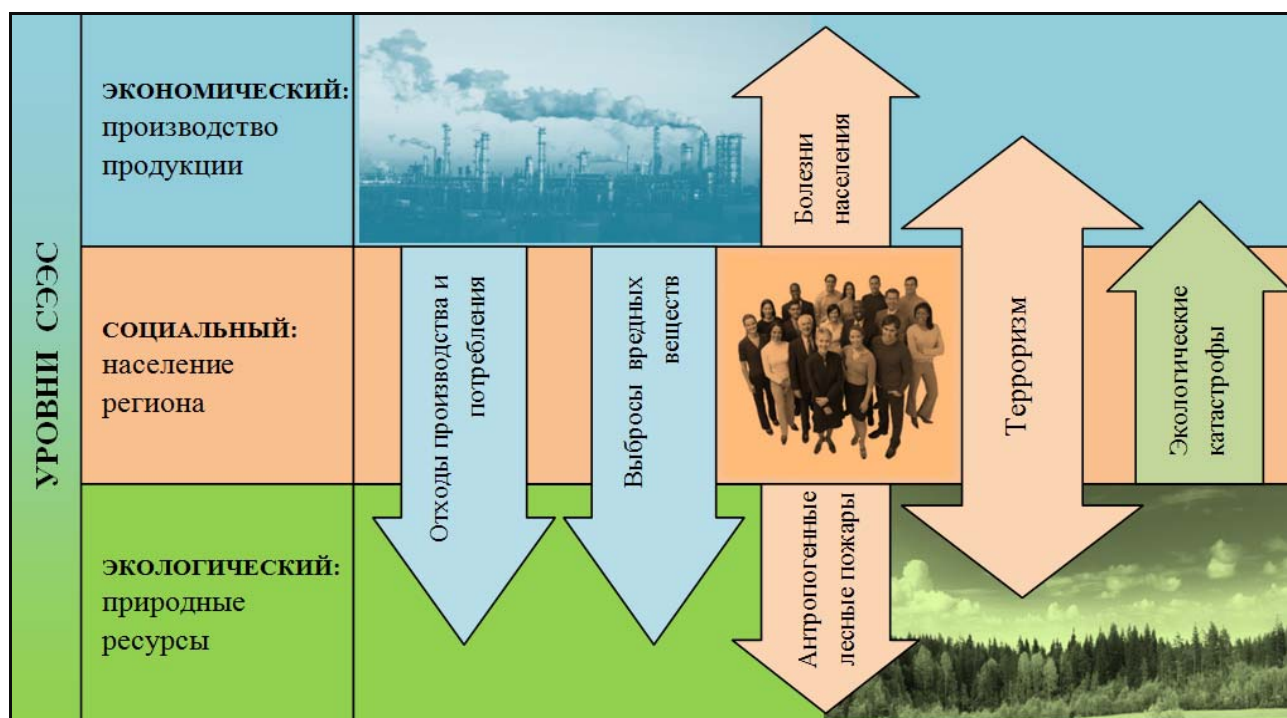 УРОВНИ СЭЭС
ЭКОНОМИЧЕСКИЙ:
производство
продукции
СОЦИАЛЬНЫЙ:
население
региона
ЭКОЛОГИЧЕСКИЙ:
природные
ресурсы
Отходы производства и
потребления
Выбросы вредных
веществ
Болезни
населения
Антропогенные
лесные пожары
Терроризм
Экологические
катастрофы